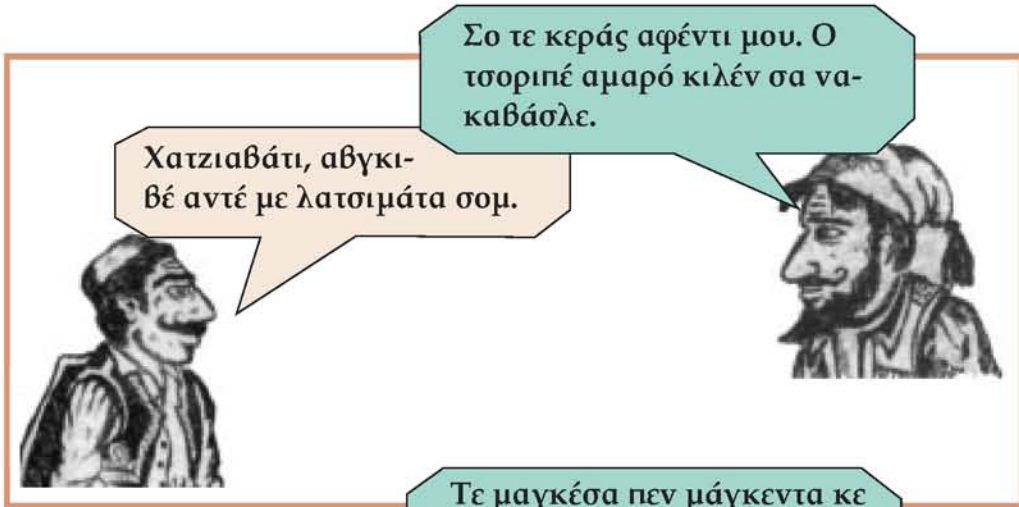 Σο τε κεράς αφέντι μου. Ο
τσοριπέ αμαρό κιλέν σα να-
καβάσλε.
Χατζιαβάτι, αβγκι-
βέ αντέ με λατσιμάτα σομ.
Τε μαγκέσα πεν μάγκεντα κε